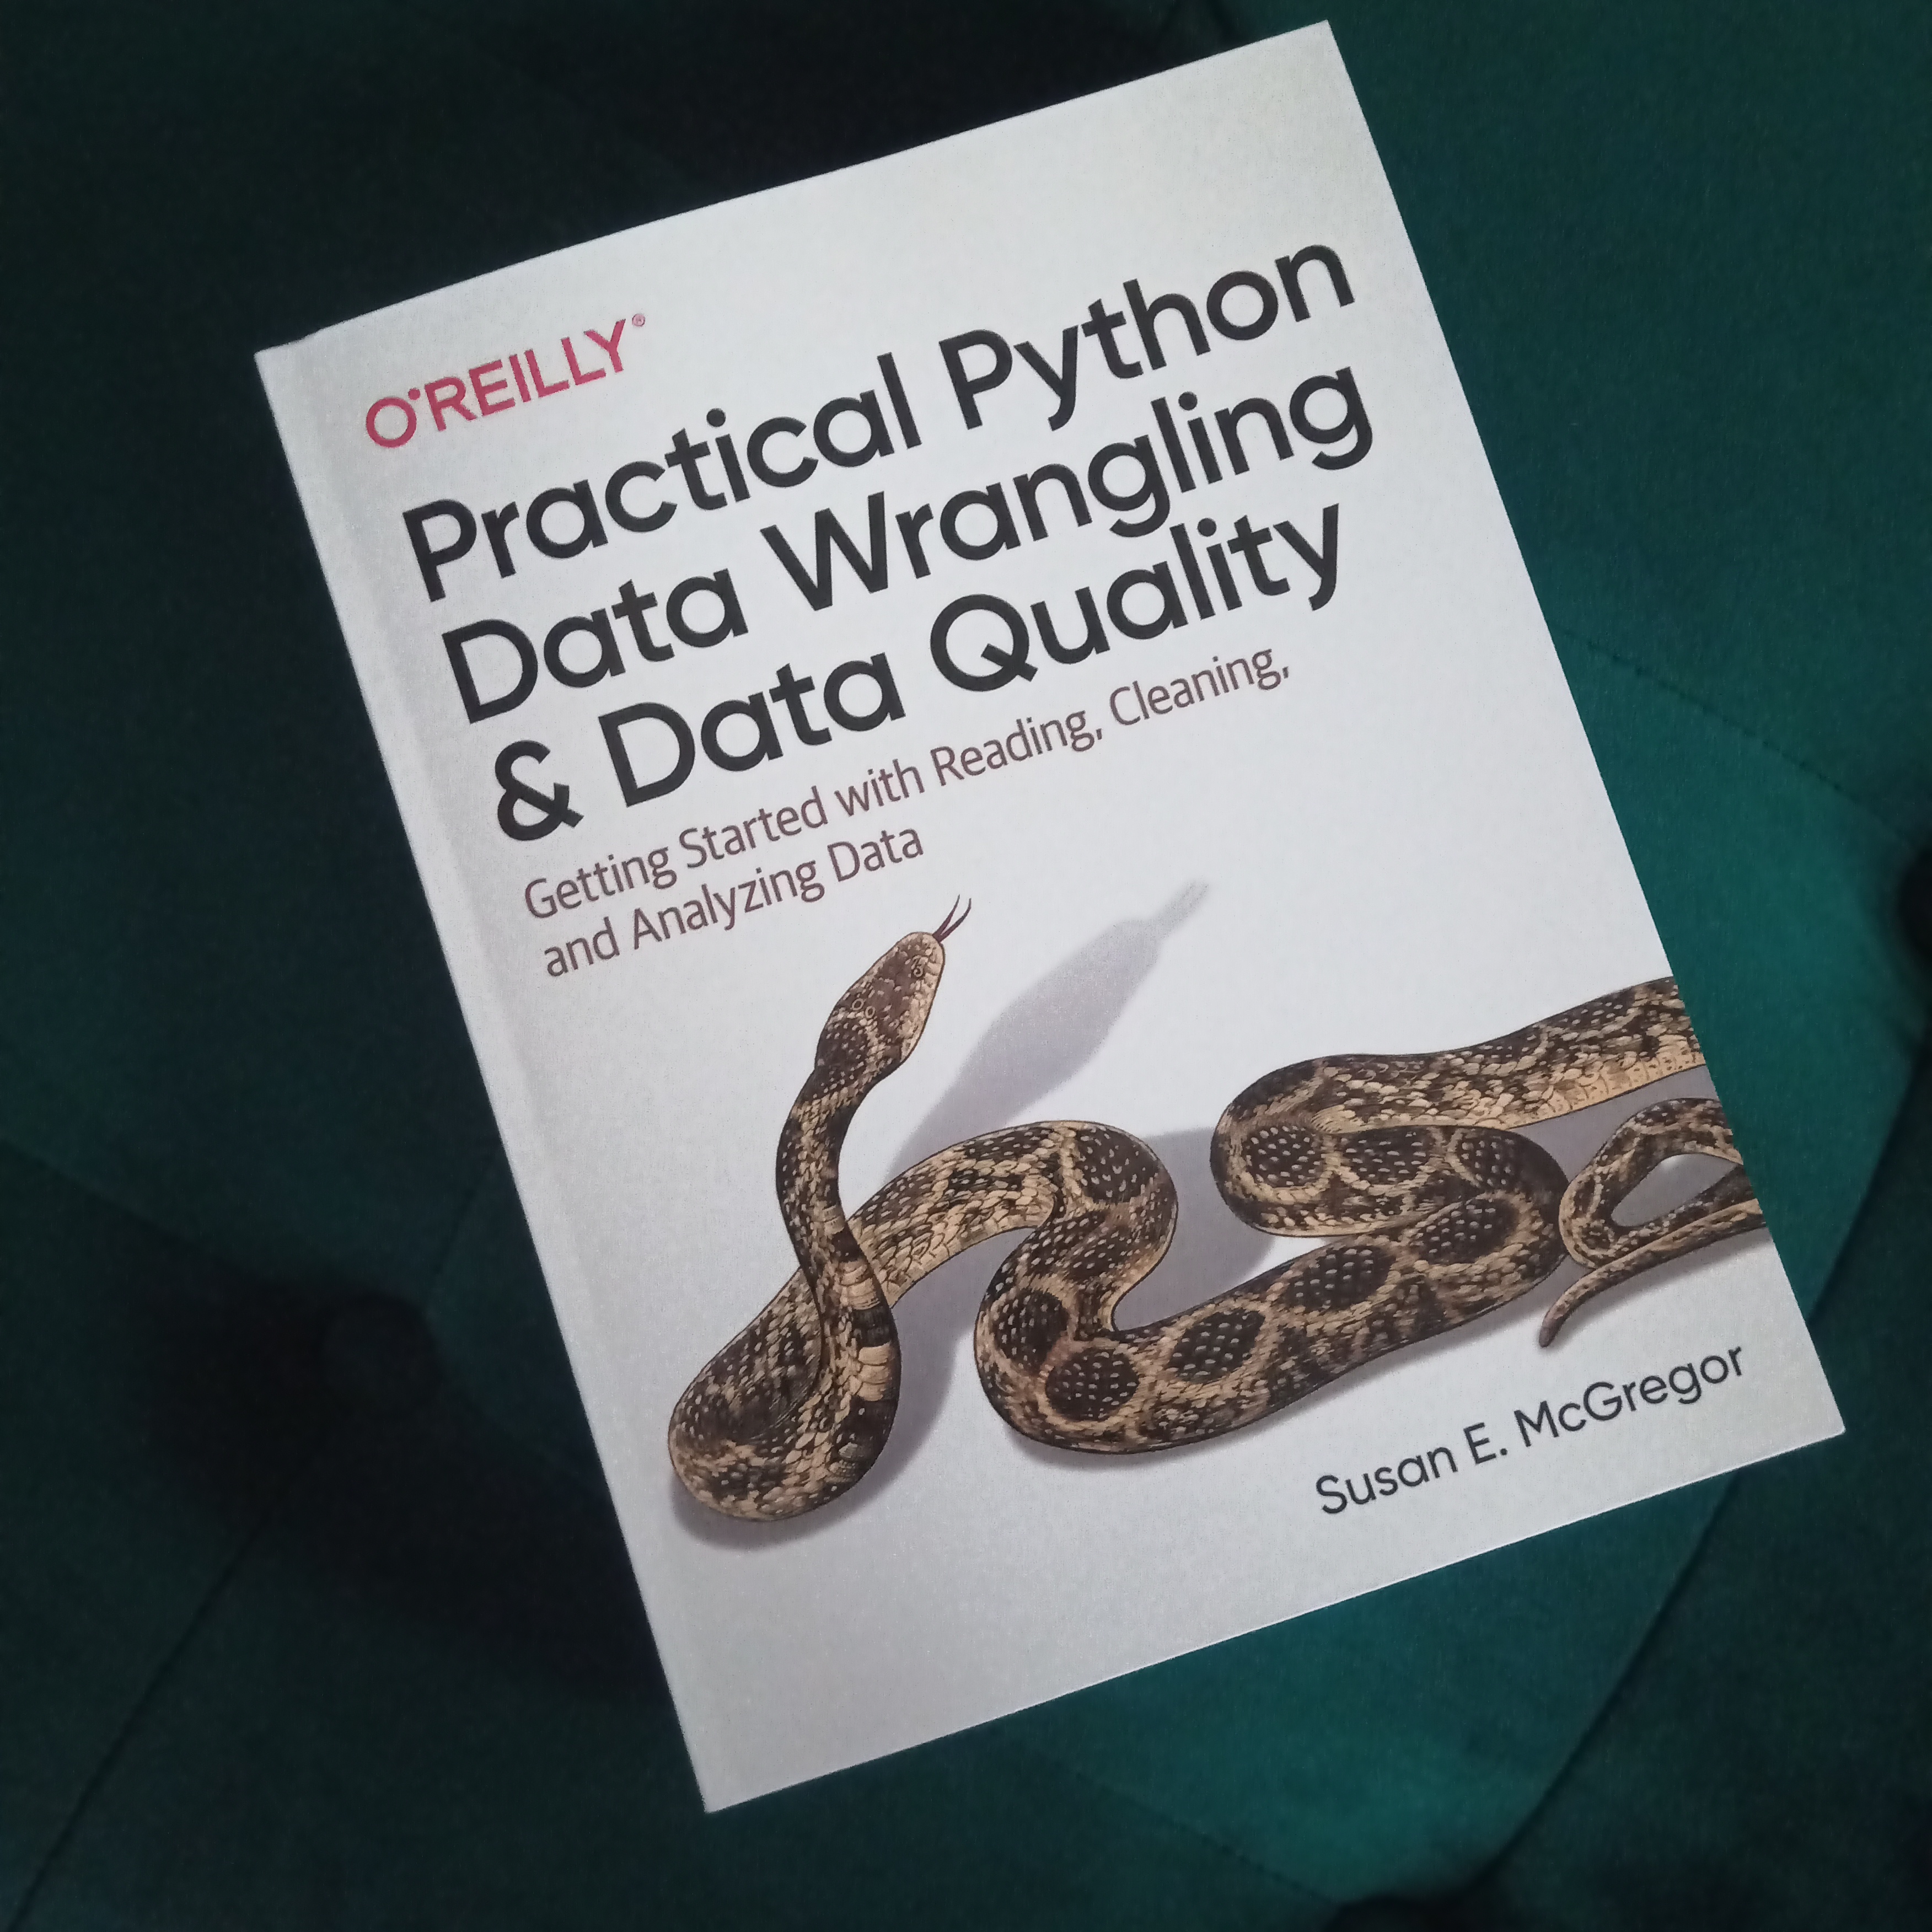 O'REILLY®
Practical Python
Data Wrangling
& Data Quality
Getting Started with Reading, Cleaning,
and Analyzing Data
Susan E. McGregor